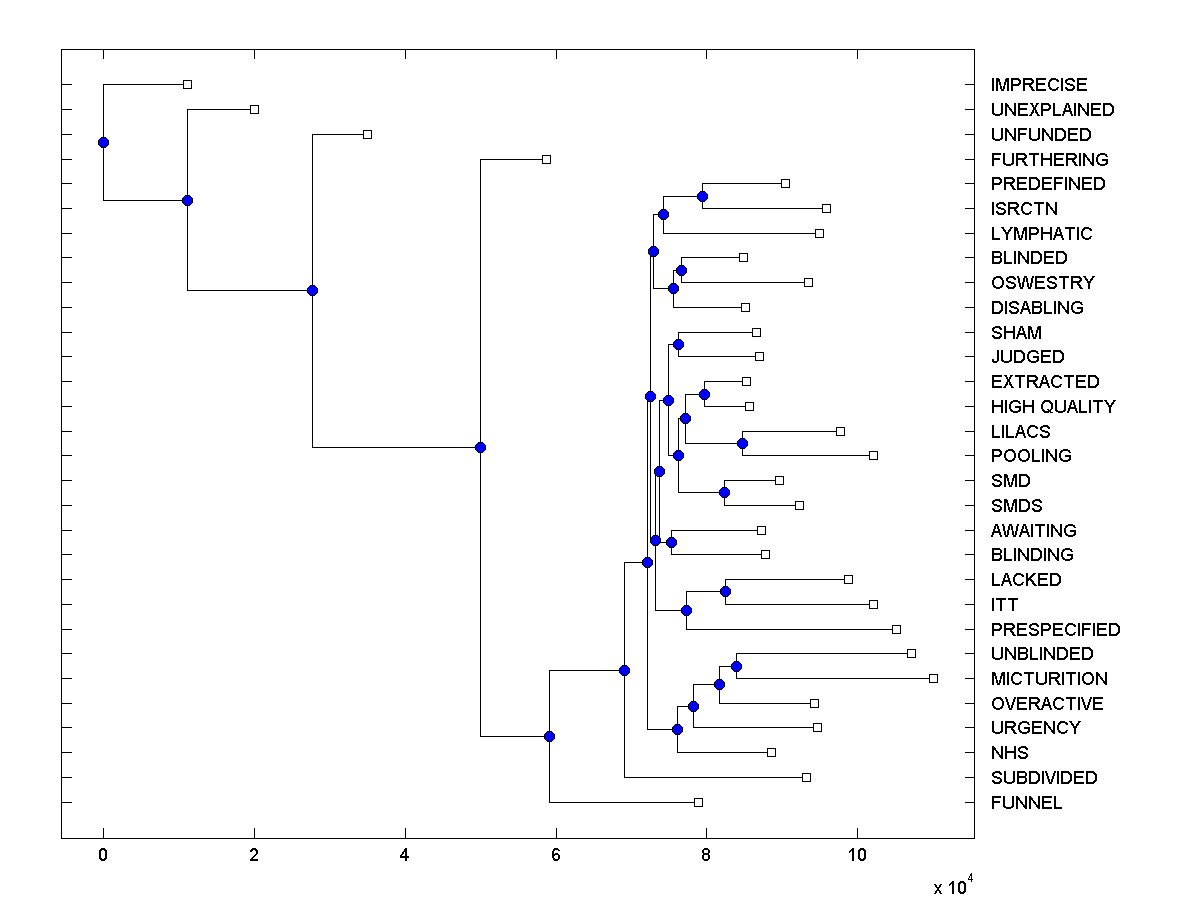 IMPRECISE
UNEXPLAINED
UNFUNDED
FURTHERING
PREDEFINED
ISRCTN
LYMPHATIC
BLINDED
OSWESTRY
DISABLING
SHAM
JUDGED
EXTRACTED
HIGH QUALITY
LILACS
POOLING
SMD
SMDS
AWAITING
BLINDING
LACKED
ITT
PRESPECIFIED
UNBLINDED
MICTURITION
OVERACTIVE
URGENCY
NHS
SUBDIVIDED
FUNNEL
0 2 4 6 8 10
x 10^4